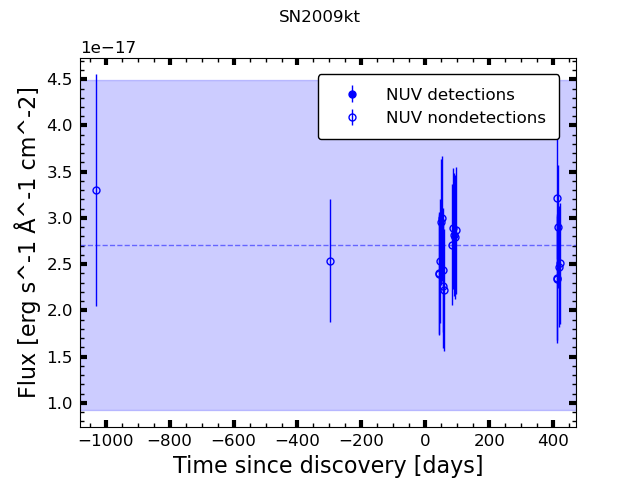 SN2009kt
1e−17
NUV detections
NUV nondetections
4.5
4.0
3.5
3.0
2.5
2.0
1.5
1.0
Flux [erg s^-1 Å^-1 cm^-2]
−1000 −800 −600 −400 −200 0 200 400
Time since discovery [days]